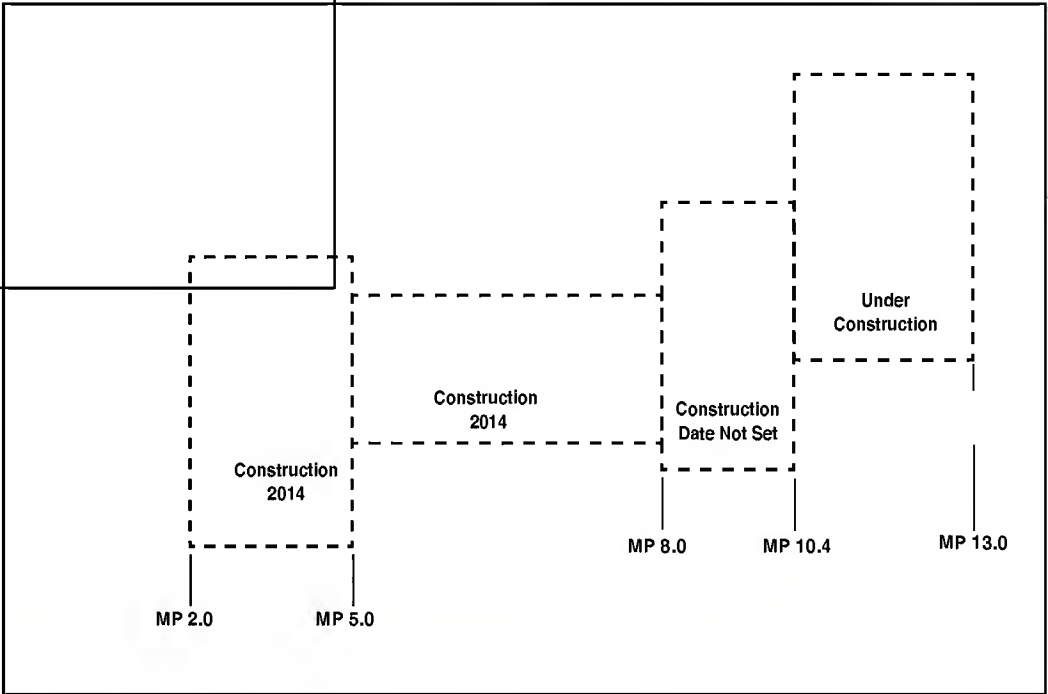 Under
Construction
Construction
2014
Construction
Date Not Set
Construction
2014
MP 8.0
MP 10.4
MP 13.0
MP 2.0
MP 5.0